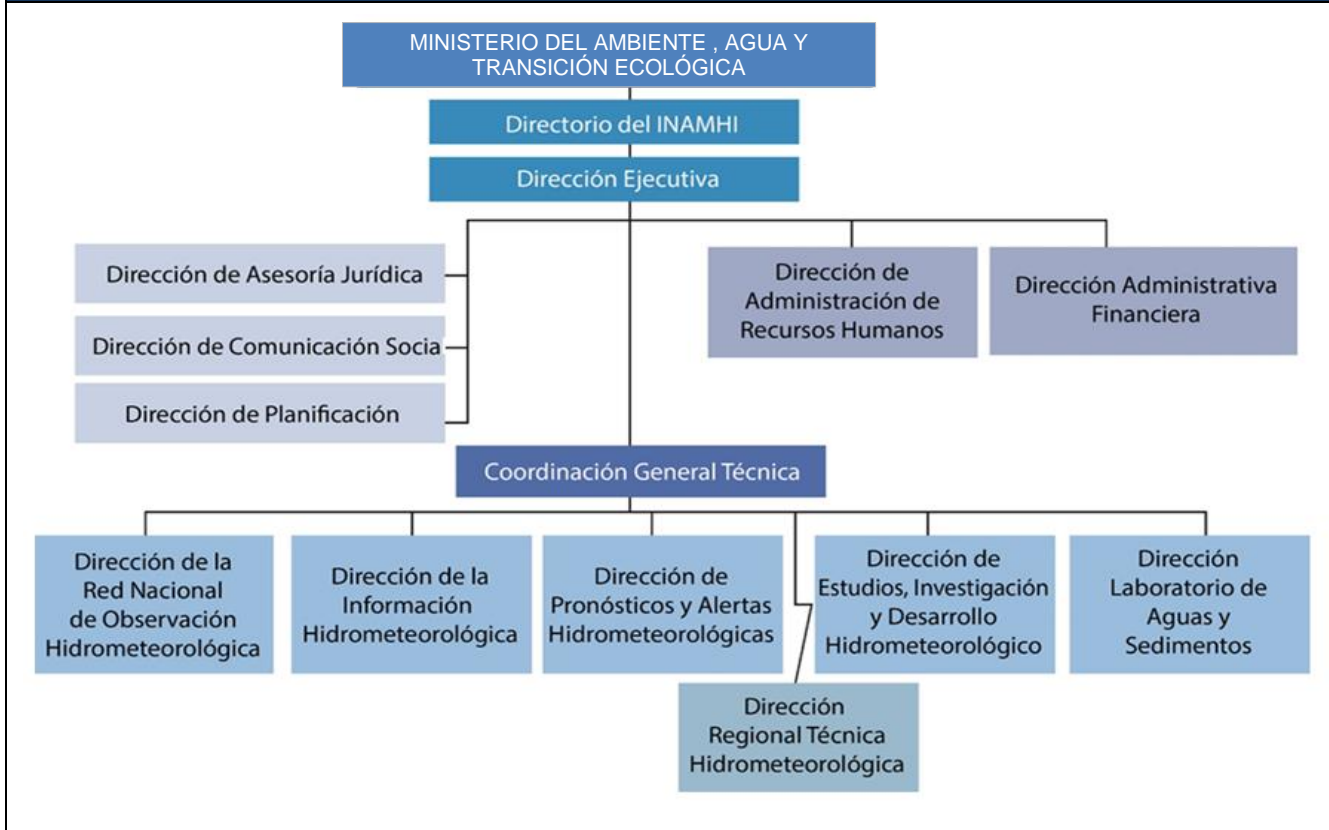 MINISTERIO DEL AMBIENTE , AGUA Y
TRANSICIÓN ECOLÓGICA
Directorio del INAMHI
Dirección Ejecutiva
Dirección de Asesoría Jurídica
Dirección de Comunicación Socia
Dirección de Planificación
Dirección de
Administración de
Recursos Humanos
Dirección Administrativa
Financiera
Coordinación General Técnica
Dirección de la
Red Nacional
de Observación
Hidrometeorológica
Dirección de la
Información
Hidrometeorológica
Dirección de
Pronósticos y Alertas
Hidrometeorológicas
Dirección de
Estudios, Investigación
y Desarrollo
Hidrometeorológico
Dirección
Laboratorio de
Aguas y
Sedimentos
Dirección
Regional Técnica
Hidrometeorológica